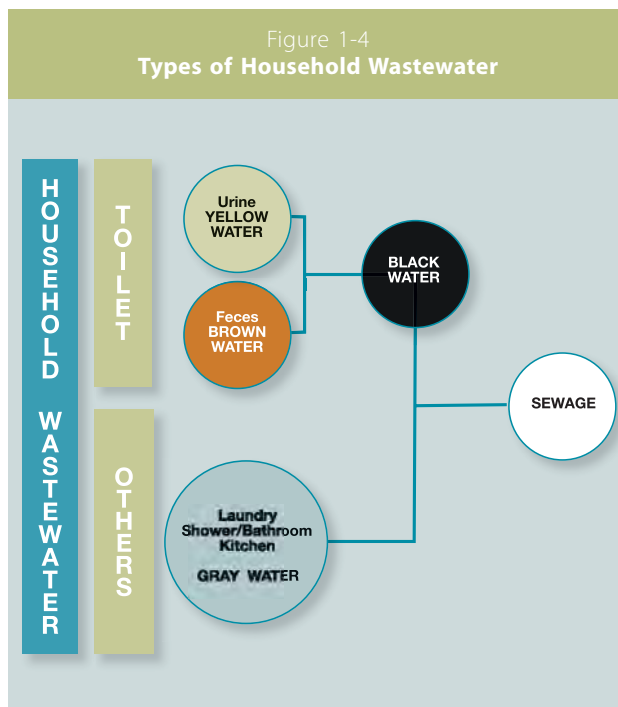 Figure 1-4
Types of Household Wastewater
HOUSEHOLD WASTEWATER
TOILET
Urine
YELLOW
WATER
Feces
BROWN
WATER
BLACK
WATER
SEWAGE
OTHERS
Laundry
Shower/Bathroom
Kitchen
GRAY WATER